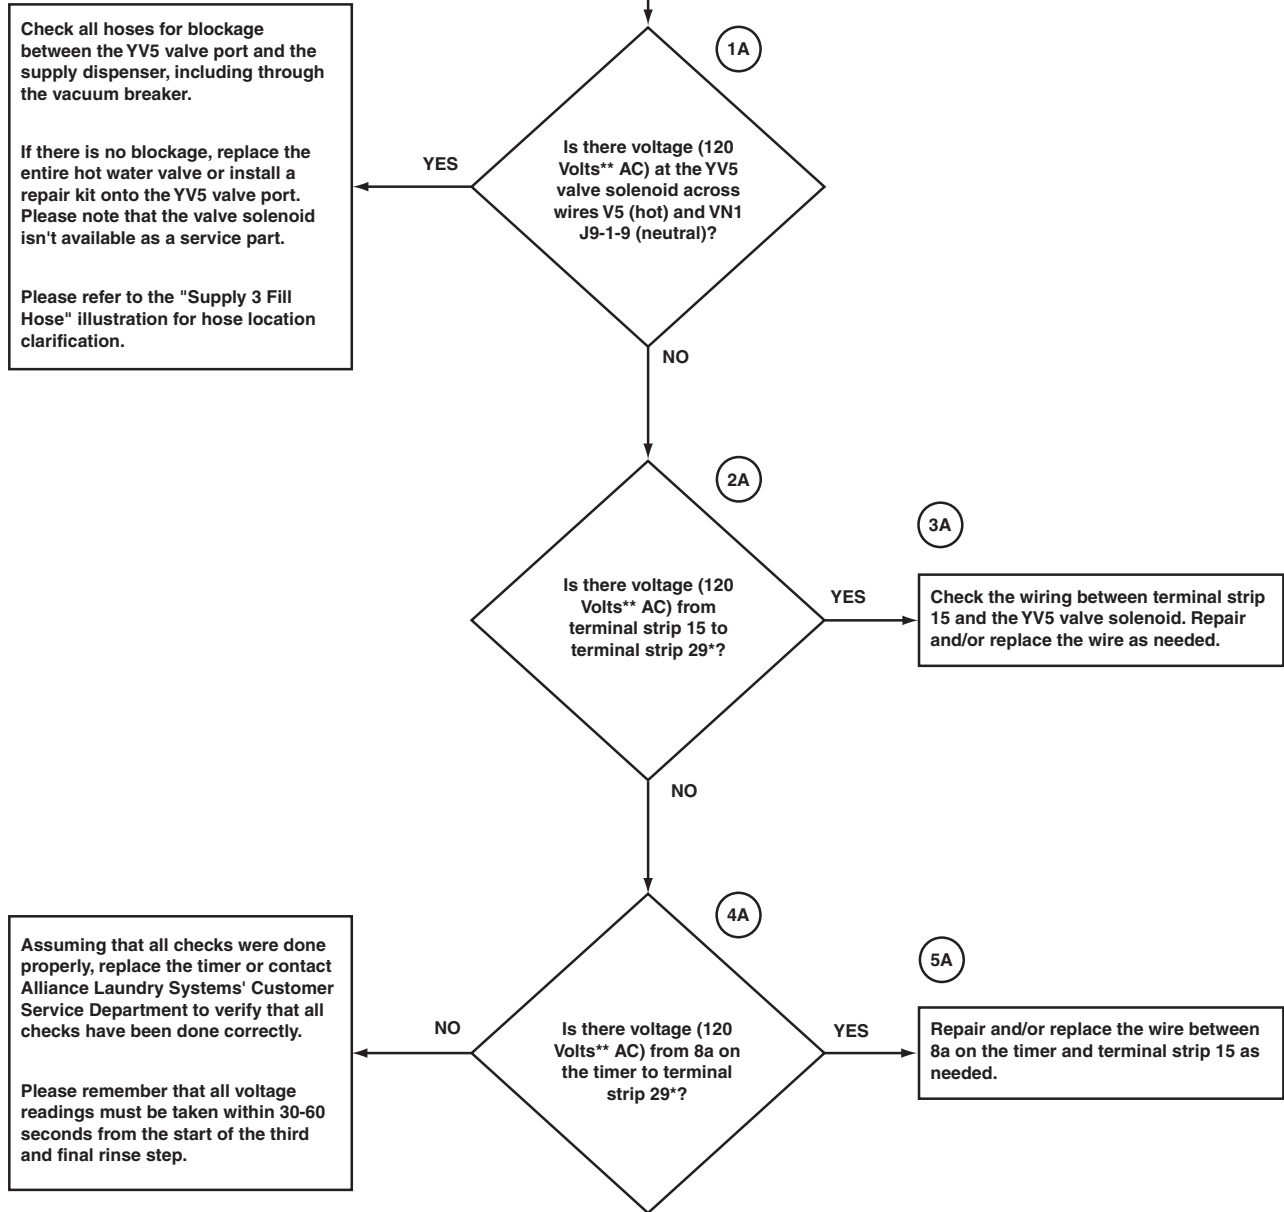 Check all hoses for blockage
between the YV5 valve port and the
supply dispenser, including through
the vacuum breaker.
If there is no blockage, replace the
entire hot water valve or install a
repair kit onto the YV5 valve port.
Please note that the valve solenoid
isn't available as a service part.
Please refer to the "Supply 3 Fill
Hose" illustration for hose location
clarification.
YES
1A
Is there voltage (120
Volts** AC) at the YV5
valve solenoid across
wires V5 (hot) and VN1
J9-1-9 (neutral)?
NO
2A
Is there voltage (120
Volts** AC) from
terminal strip 15 to
terminal strip 29*?
YES
3A
Check the wiring between terminal strip
15 and the YV5 valve solenoid. Repair
and/or replace the wire as needed.
NO
4A
Is there voltage (120
Volts** AC) from 8a on
the timer to terminal
strip 29*?
YES
5A
Repair and/or replace the wire between
8a on the timer and terminal strip 15 as
needed.
NO
Assuming that all checks were done
properly, replace the timer or contact
Alliance Laundry Systems' Customer
Service Department to verify that all
checks have been done correctly.
Please remember that all voltage
readings must be taken within 30-60
seconds from the start of the third
and final rinse step.